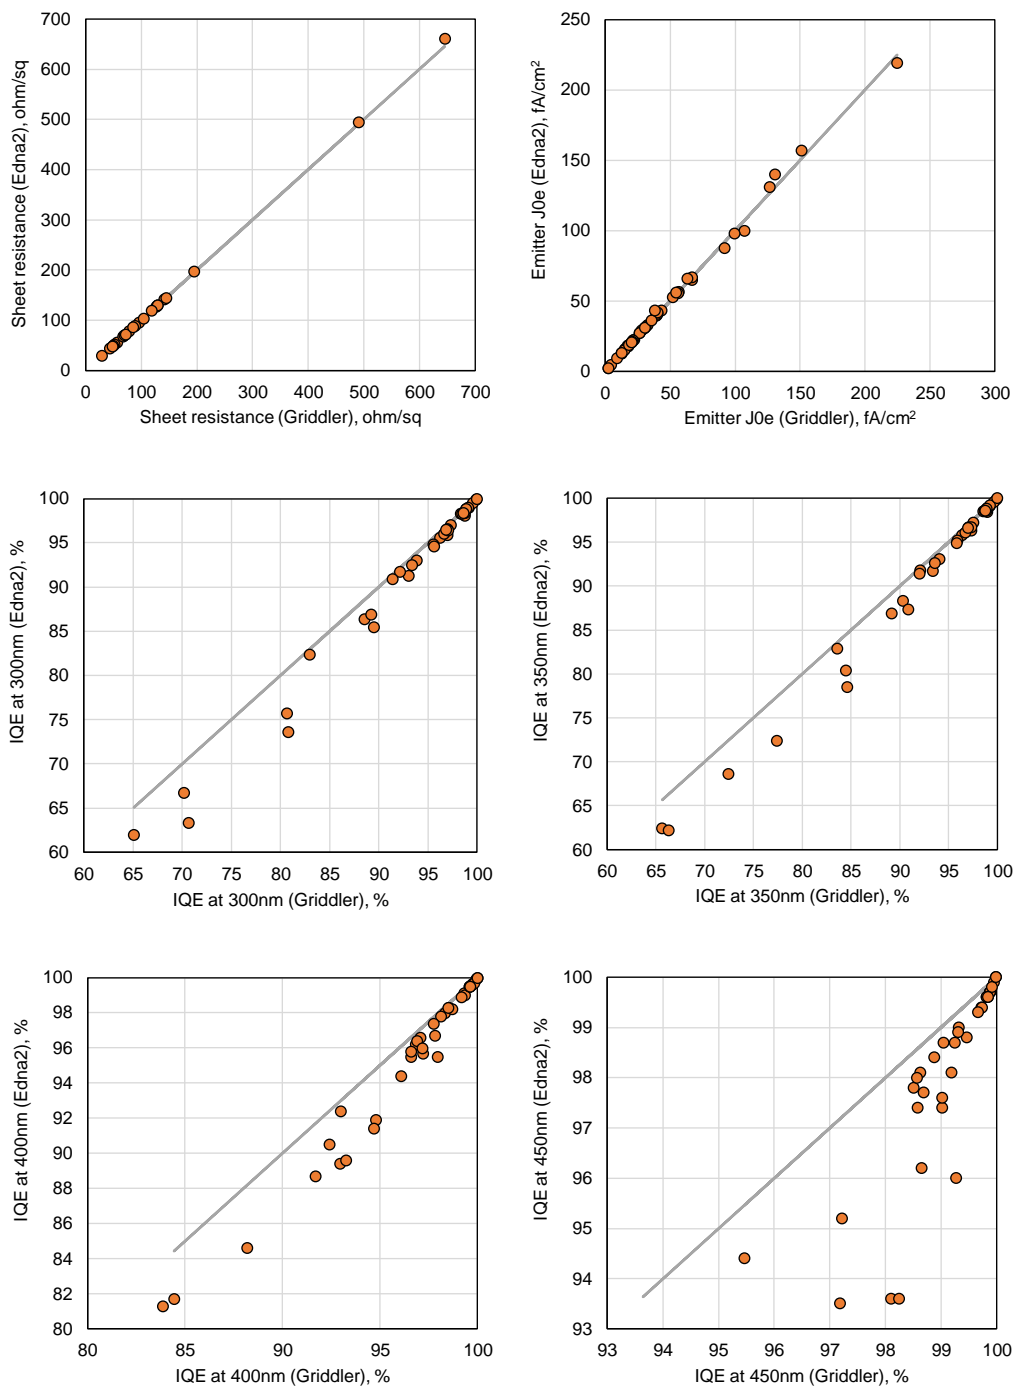 700
600
500
400
300
200
100
0
Sheet resistance (Edna2), ohm/sq
0 100 200 300 400 500 600 700
Sheet resistance (Griddler), ohm/sq
250
200
150
100
50
0
Emitter J0e (Edna2), fA/cm²
0 50 100 150 200 250 300
Emitter J0e (Griddler), fA/cm²
100
95
90
85
80
75
70
65
60
IQE at 300nm (Edna2), %
60 65 70 75 80 85 90 95 100
IQE at 300nm (Griddler), %
100
95
90
85
80
75
70
65
60
IQE at 350nm (Edna2), %
60 65 70 75 80 85 90 95 100
IQE at 350nm (Griddler), %
100
98
96
94
92
90
88
86
84
82
80
IQE at 400nm (Edna2), %
80 85 90 95 100
IQE at 400nm (Griddler), %
100
99
98
97
96
95
94
93
IQE at 450nm (Edna2), %
93 94 95 96 97 98 99 100
IQE at 450nm (Griddler), %